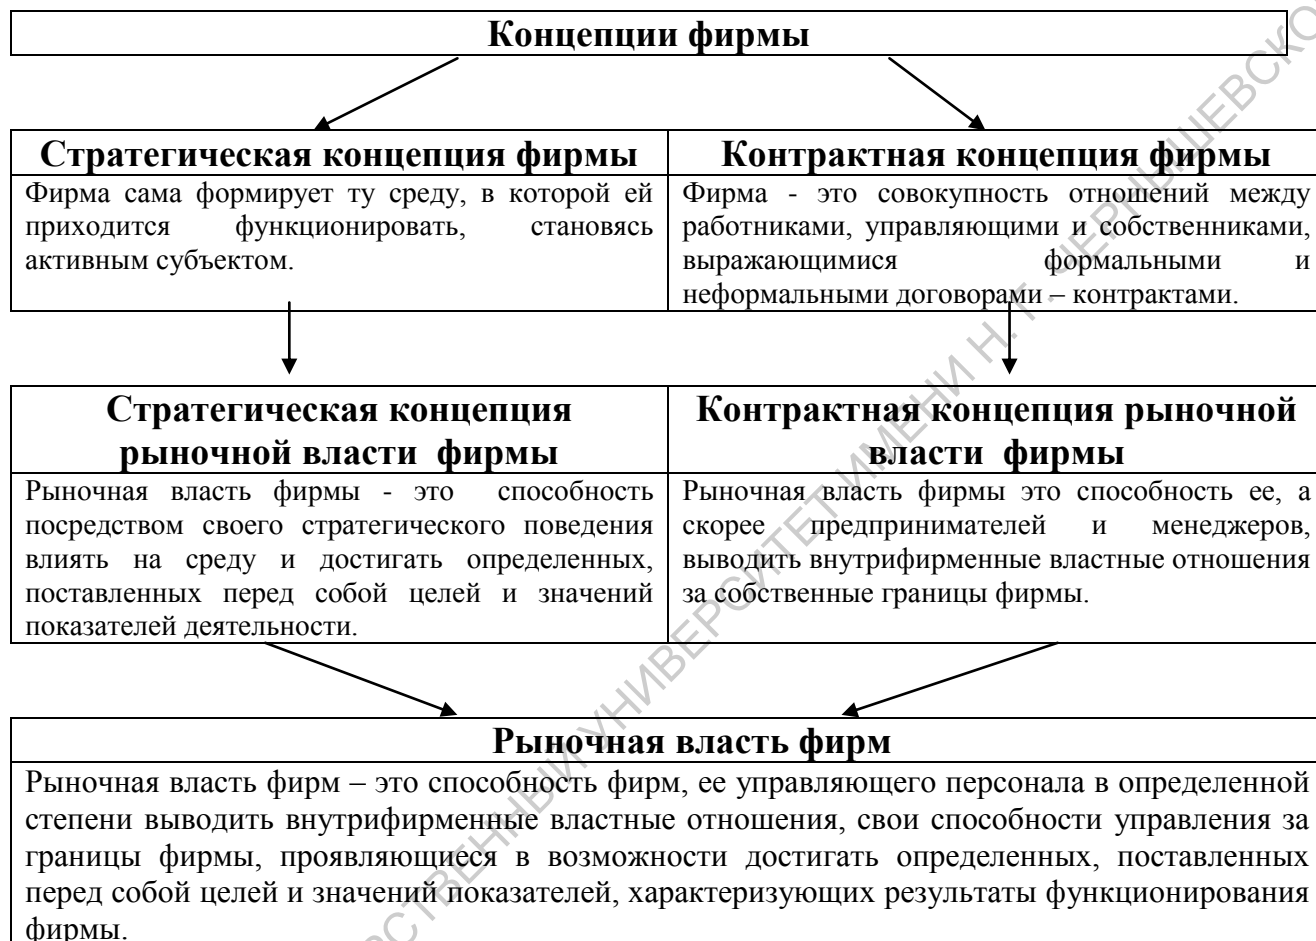 Концепции фирмы
Стратегическая концепция фирмы
Фирма сама формирует ту среду, в которой ей
приходится функционировать, становясь
активным субъектом.
Контрактная концепция фирмы
Фирма - это совокупность отношений между
работниками, управляющими и собственниками,
выражающимися формальными и
неформальными договорами – контрактами.
Стратегическая концепция
рыночной власти фирмы
Рыночная власть фирмы - это способность
посредством своего стратегического поведения
влиять на среду и достигать определенных,
поставленных перед собой целей и значений
показателей деятельности.
Контрактная концепция рыночной
власти фирмы
Рыночная власть фирмы это способность ее, а
скорее предпринимателей и менеджеров,
выводить внутрифирменные властные отношения
за собственные границы фирмы.
Рыночная власть фирм
Рыночная власть фирм – это способность фирм, ее управляющего персонала в определенной
степени выводить внутрифирменные властные отношения, свои способности управления за
границы фирмы, проявляющиеся в возможности достигать определенных, поставленных
перед собой целей и значений показателей, характеризующих результаты функционирования
фирмы.
УНИВЕРСИТЕТ ИМЕНИ Н. Г.